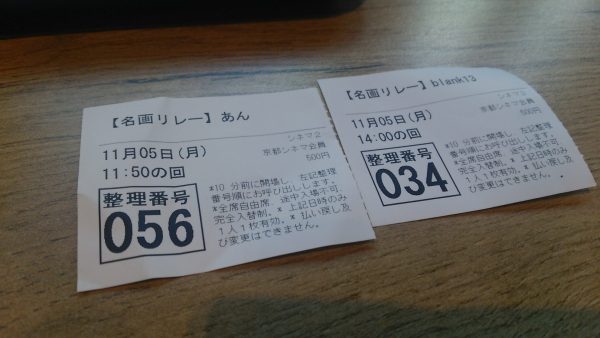 【名画リレー】あん
シネマ2
11月05日(月)
京都シネマ会員
11:50の回
500円
整理番号
056
*10 分前に開場し、左記整理
番号順にお呼び出しします。
*全席自由席、途中入場不可、
完全入替制。* 上記日時のみ
1人1枚有効。* 払い戻し及
び変更はできません。
【名画リレー】blank13
11月05日(月)
京都シネマ会員
14:00の回
500円
整理番号
034
*10 分前に開場し、左記整理
番号順にお呼び出しします。
*全席自由席、途中入場不可、
完全入替制。* 上記日時のみ
1人1枚有効。* 払い戻し及
び変更はできません。